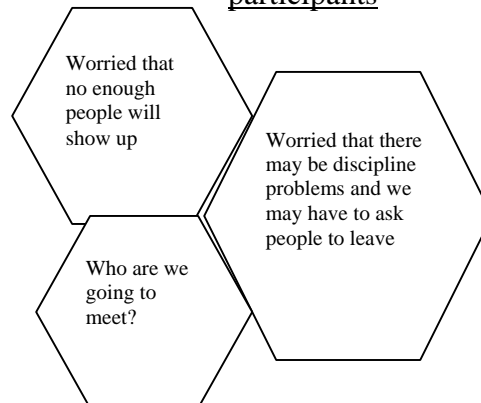 participants
Worried that
no enough
people will
show up
Worried that there
may be discipline
problems and we
may have to ask
people to leave
Who are we
going to
meet?